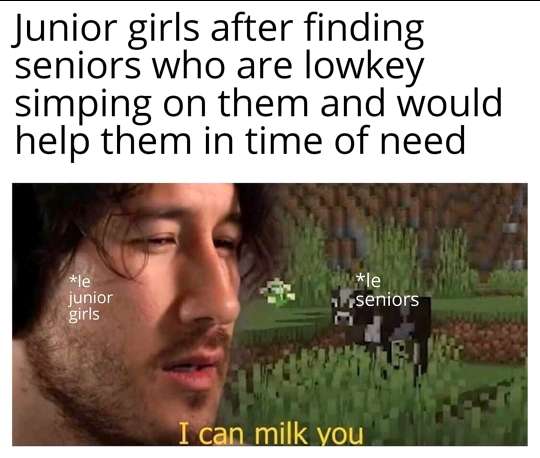 Junior girls after finding
seniors who are lowkey
simping on them and would
help them in time of need
*le
junior
girls
*le
seniors
I can milk you